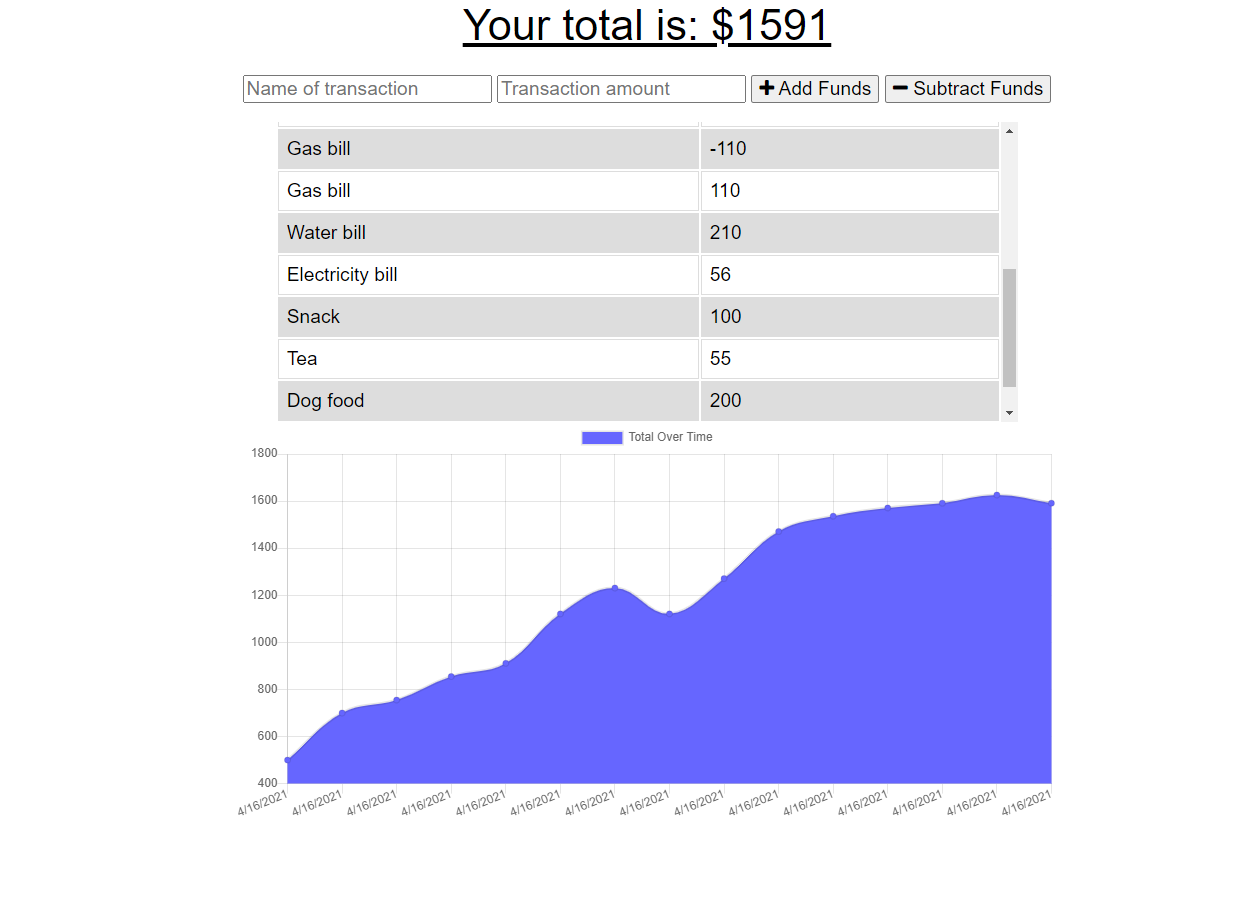 Your total is: $1591
Name of transaction Transaction amount Add Funds Subtract Funds
Gas bill -110
Gas bill 110
Water bill 210
Electricity bill 56
Snack 100
Tea 55
Dog food 200
Total Over Time
1800
1600
1400
1200
1000
800
600
400
4/16/2021 4/16/2021 4/16/2021 4/16/2021 4/16/2021 4/16/2021 4/16/2021 4/16/2021 4/16/2021 4/16/2021 4/16/2021 4/16/2021 4/16/2021 4/16/2021 4/16/2021